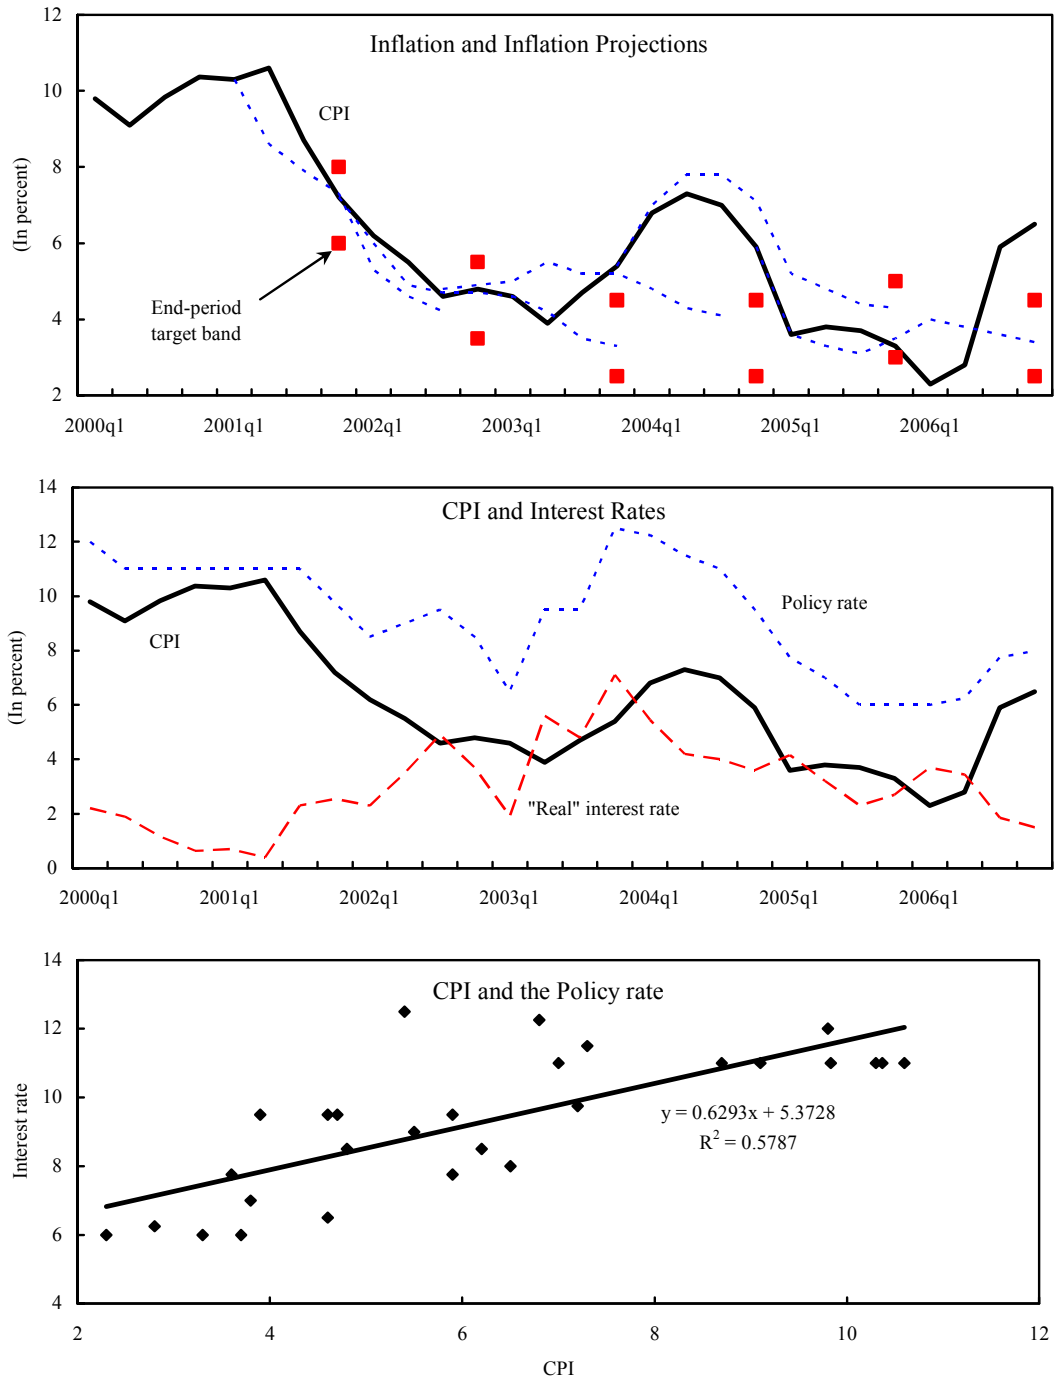 Inflation and Inflation Projections
12
10
8
6
4
2
(In percent)
CPI
End-period
target band
2000q1 2001q1 2002q1 2003q1 2004q1 2005q1 2006q1
CPI and Interest Rates
14
12
10
8
6
4
2
0
(In percent)
CPI
Policy rate
"Real" interest rate
2000q1 2001q1 2002q1 2003q1 2004q1 2005q1 2006q1
CPI and the Policy rate
14
12
10
8
6
4
Interest rate
y = 0.6293x + 5.3728
R² = 0.5787
2 4 6 8 10 12
CPI